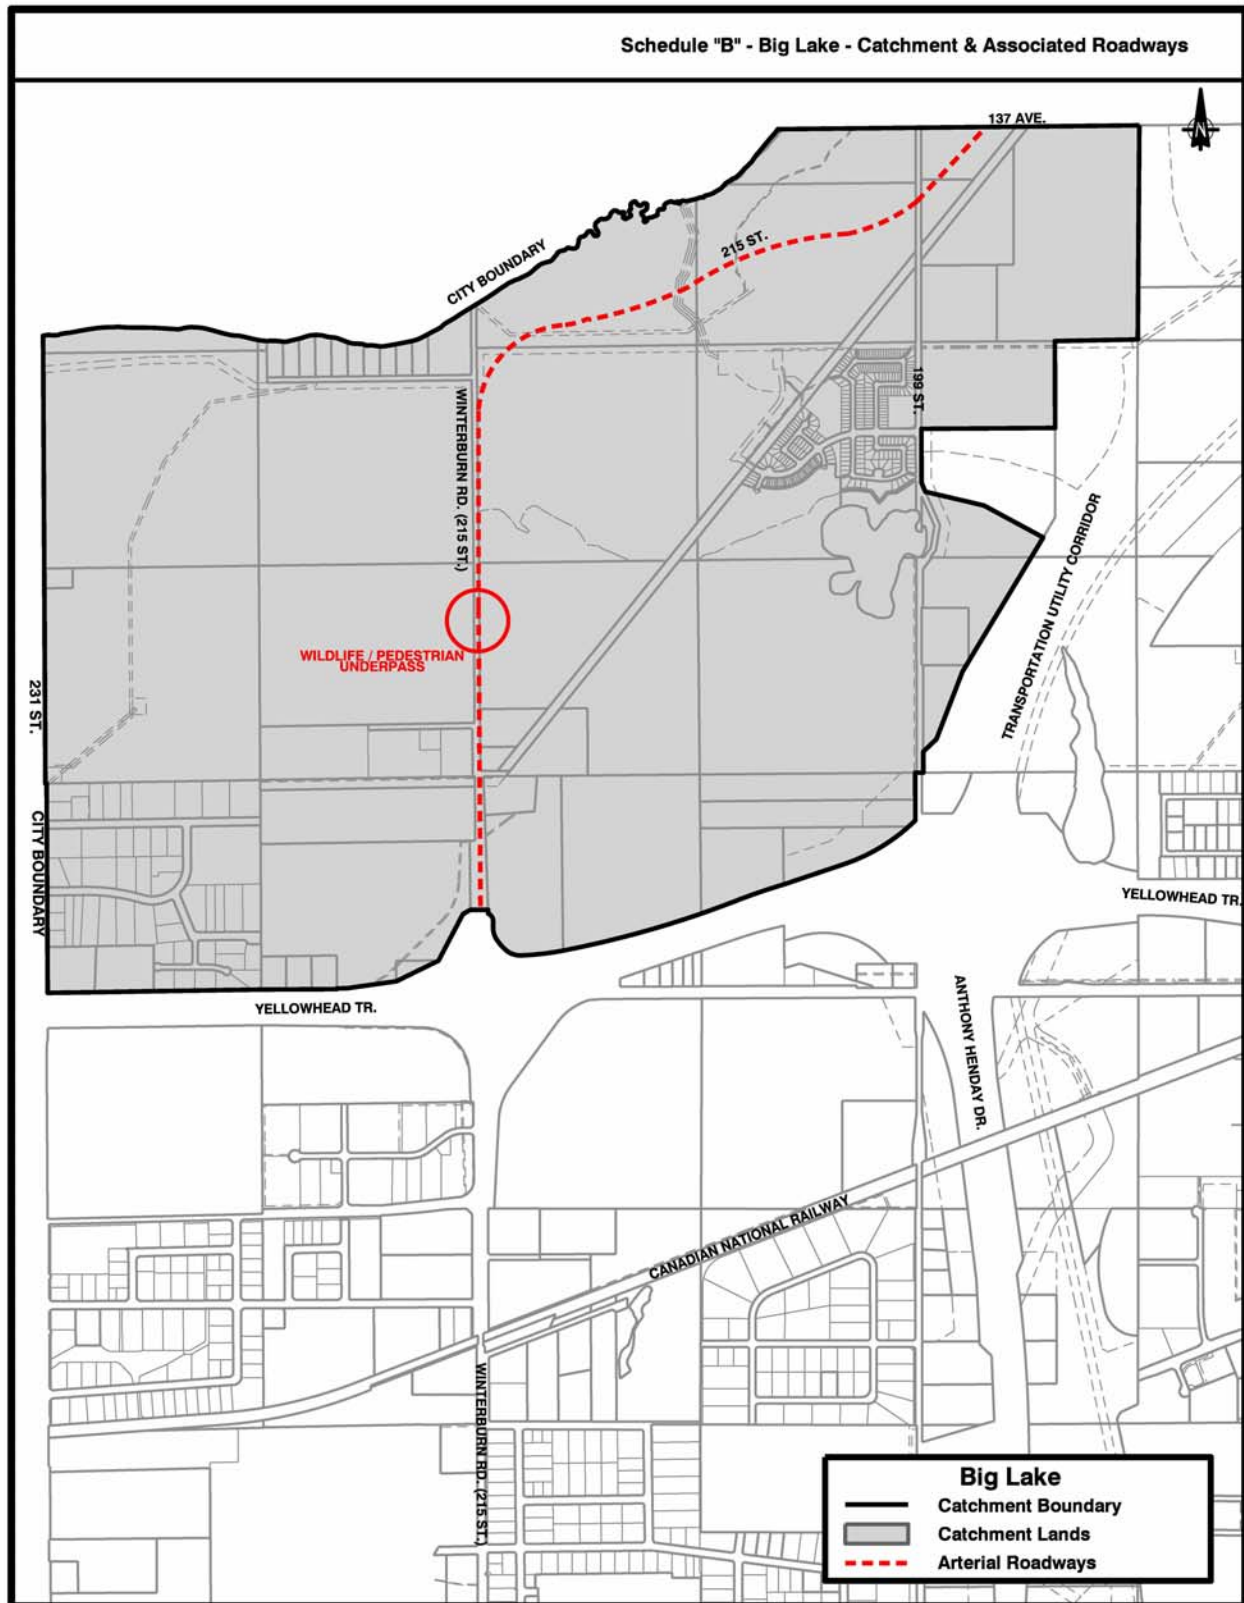 Schedule "B" - Big Lake - Catchment & Associated Roadways
137 AVE.
N
215 ST.
CITY BOUNDARY
199 ST.
WINTERBURN RD. (215 ST.)
TRANSPORTATION UTILITY CORRIDOR
WILDLIFE / PEDESTRIAN
UNDERPASS
231 ST.
CITY BOUNDARY
YELLOWHEAD TR.
YELLOWHEAD TR.
ANTHONY HENDAY DR.
CANADIAN NATIONAL RAILWAY
WINTERBURN RD. (215 ST.)
Big Lake
Catchment Boundary
Catchment Lands
Arterial Roadways